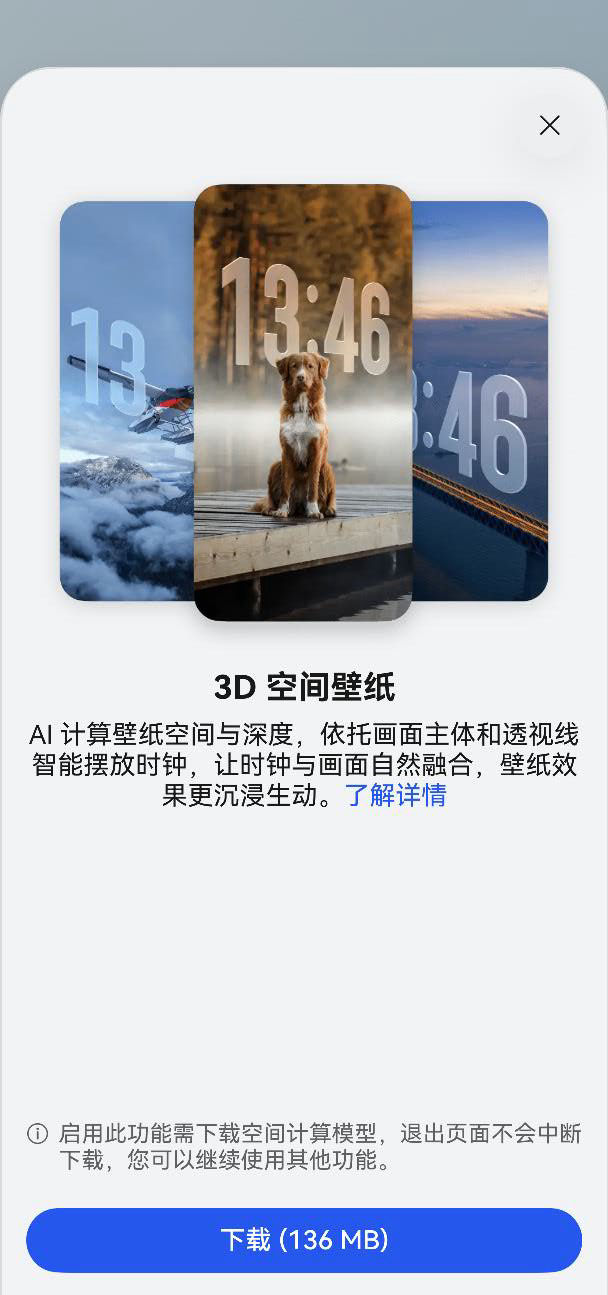 13
13:46
:46
3D 空间壁纸
AI 计算壁纸空间与深度，依托画面主体和透视线
智能摆放时钟，让时钟与画面自然融合，壁纸效
果更沉浸生动。了解详情
启用此功能需下载空间计算模型，退出页面不会中断
下载，您可以继续使用其他功能。
下载 (136 MB)